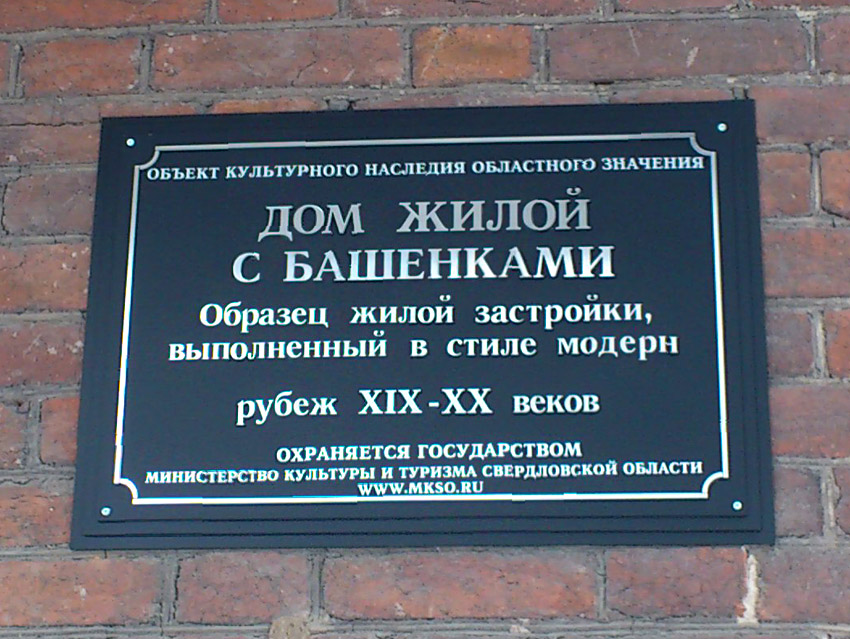 ОБЪЕКТ КУЛЬТУРНОГО НАСЛЕДИЯ ОБЛАСТНОГО ЗНАЧЕНИЯ
ДОМ ЖИЛОЙ
С БАШЕНКАМИ
Образец жилой застройки,
выполненный в стиле модерн
рубеж XIX-XX веков
ОХРАНЯЕТСЯ ГОСУДАРСТВОМ
МИНИСТЕРСТВО КУЛЬТУРЫ И ТУРИЗМА СВЕРДЛОВСКОЙ ОБЛАСТИ
WWW.MKSO.RU